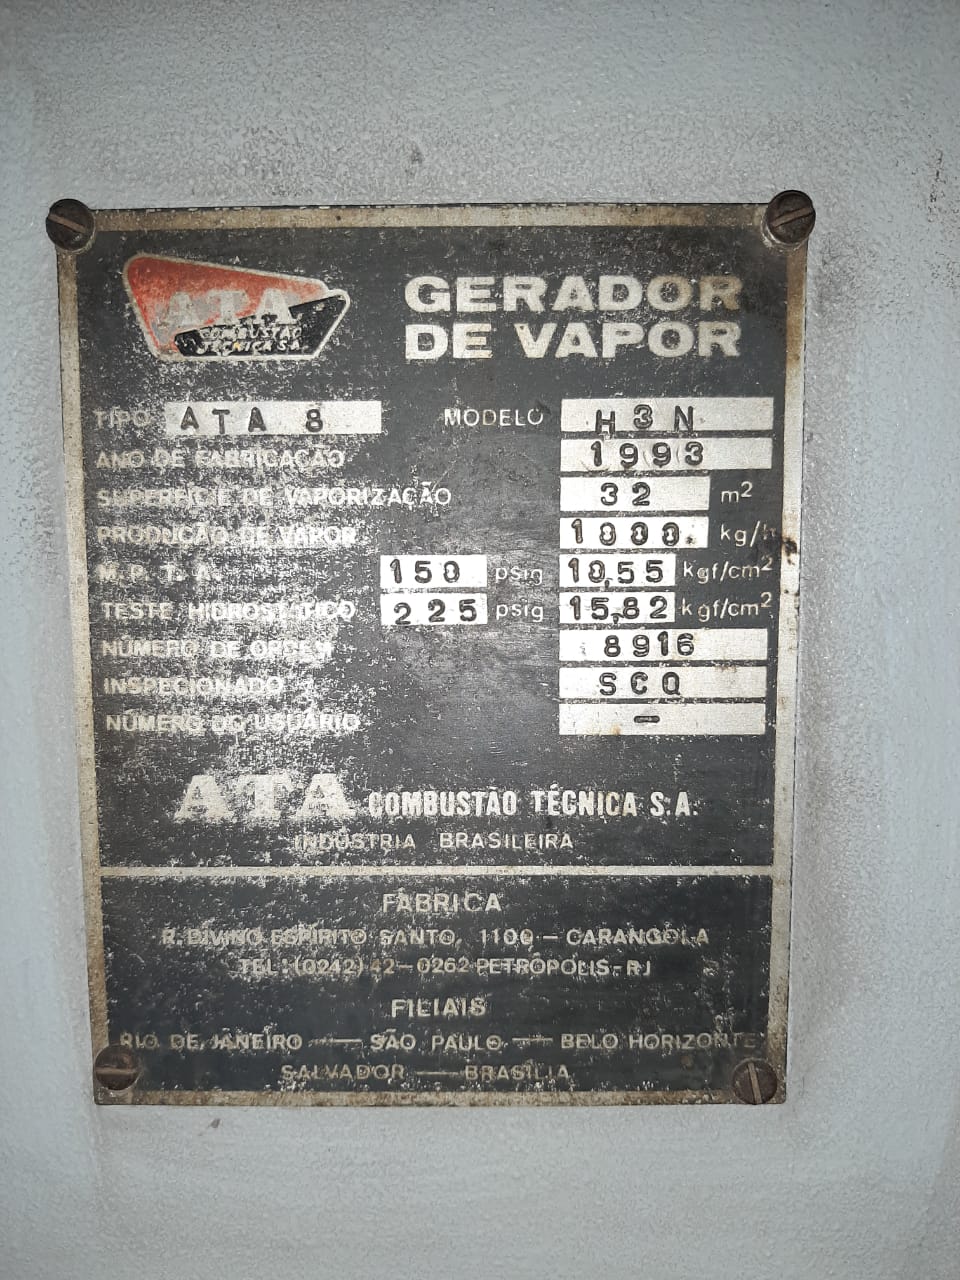 ATA
COMBUSTÃO
TÉCNICA S.A.
GERADOR
DE VAPOR
TIPO ATA 8 MODELO H3N
ANO DE FABRICAÇÃO 1993
SUPERFÍCIE DE VAPORIZAÇÃO 32 m2
PRODUÇÃO DE VAPOR 1000. kg/h
M.P.T.A. 150 psig 10,55 kgf/cm2
TESTE HIDROSTÁTICO 225 psig 15,82 kgf/cm2
NÚMERO DE ORDEM 8916
INSPECIONADO SCQ
NÚMERO DO USUÁRIO -
ATA COMBUSTÃO TÉCNICA S.A.
INDÚSTRIA BRASILEIRA
FÁBRICA
R. DIVINO ESPÍRITO SANTO, 1100 - CARANGOLA
TEL: (0242) 42-0262 PETRÓPOLIS-RJ
FILIAIS
RIO DE JANEIRO — SÃO PAULO — BELO HORIZONTE
SALVADOR — BRASÍLIA